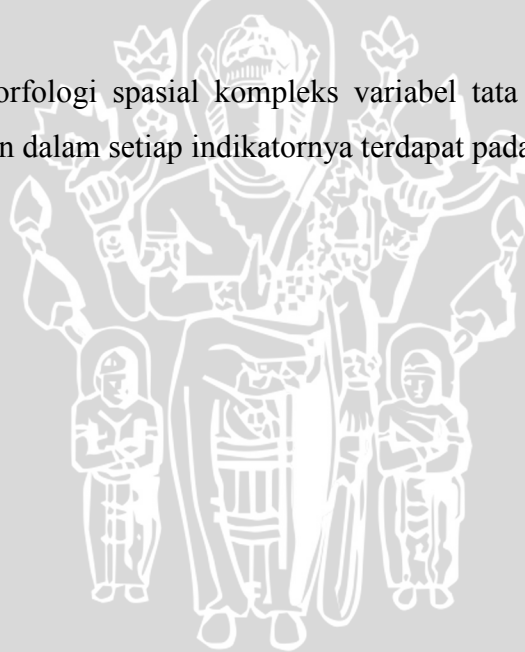 orfologi spasial kompleks variabel tata
n dalam setiap indikatornya terdapat pada